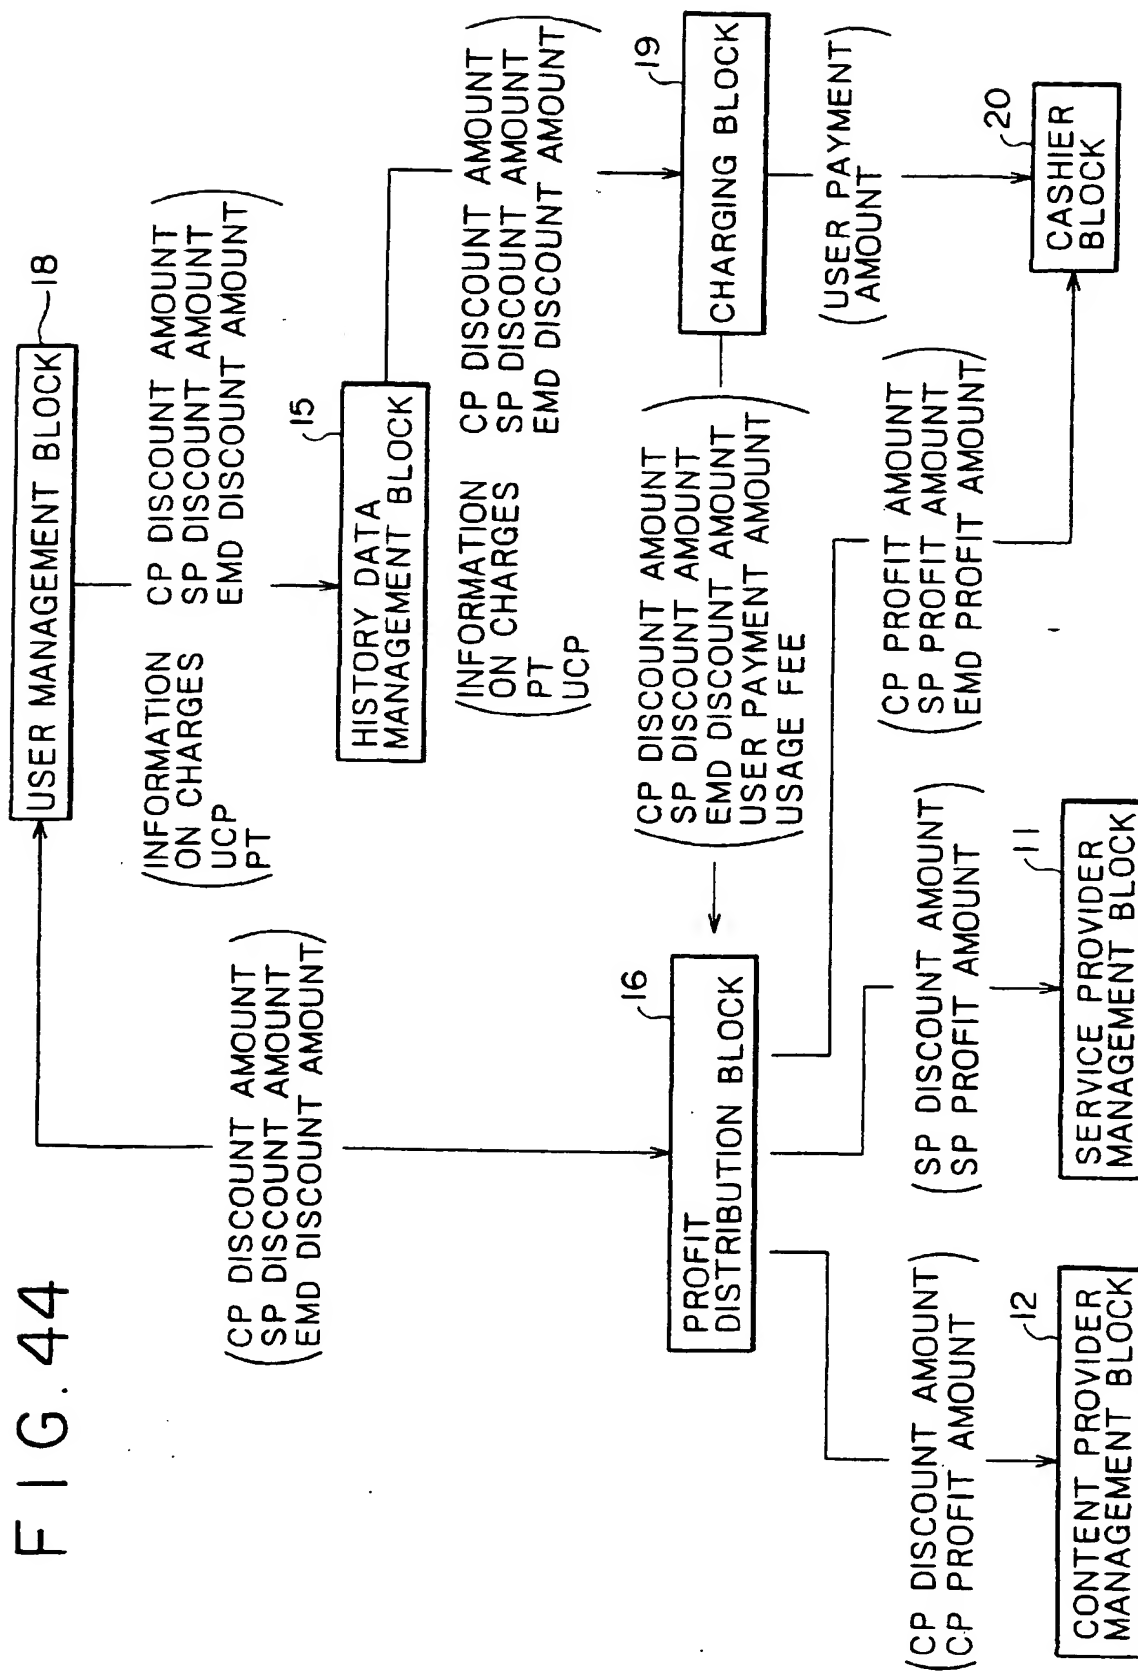 FIG. 44
USER MANAGEMENT BLOCK
18
INFORMATION
ON CHARGES
UCP
PT
CP DISCOUNT AMOUNT
SP DISCOUNT AMOUNT
EMD DISCOUNT AMOUNT
CP DISCOUNT AMOUNT
SP DISCOUNT AMOUNT
EMD DISCOUNT AMOUNT
15
HISTORY DATA
MANAGEMENT BLOCK
INFORMATION
ON CHARGES
PT
UCP
CP DISCOUNT AMOUNT
SP DISCOUNT AMOUNT
EMD DISCOUNT AMOUNT
19
CHARGING BLOCK
CP DISCOUNT AMOUNT
SP DISCOUNT AMOUNT
EMD DISCOUNT AMOUNT
USER PAYMENT AMOUNT
USAGE FEE
16
PROFIT
DISTRIBUTION BLOCK
(USER PAYMENT
AMOUNT)
CP DISCOUNT AMOUNT
CP PROFIT AMOUNT
SP DISCOUNT AMOUNT
SP PROFIT AMOUNT
CP PROFIT AMOUNT
SP PROFIT AMOUNT
EMD PROFIT AMOUNT
12
CONTENT PROVIDER
MANAGEMENT BLOCK
11
SERVICE PROVIDER
MANAGEMENT BLOCK
20
CASHIER
BLOCK